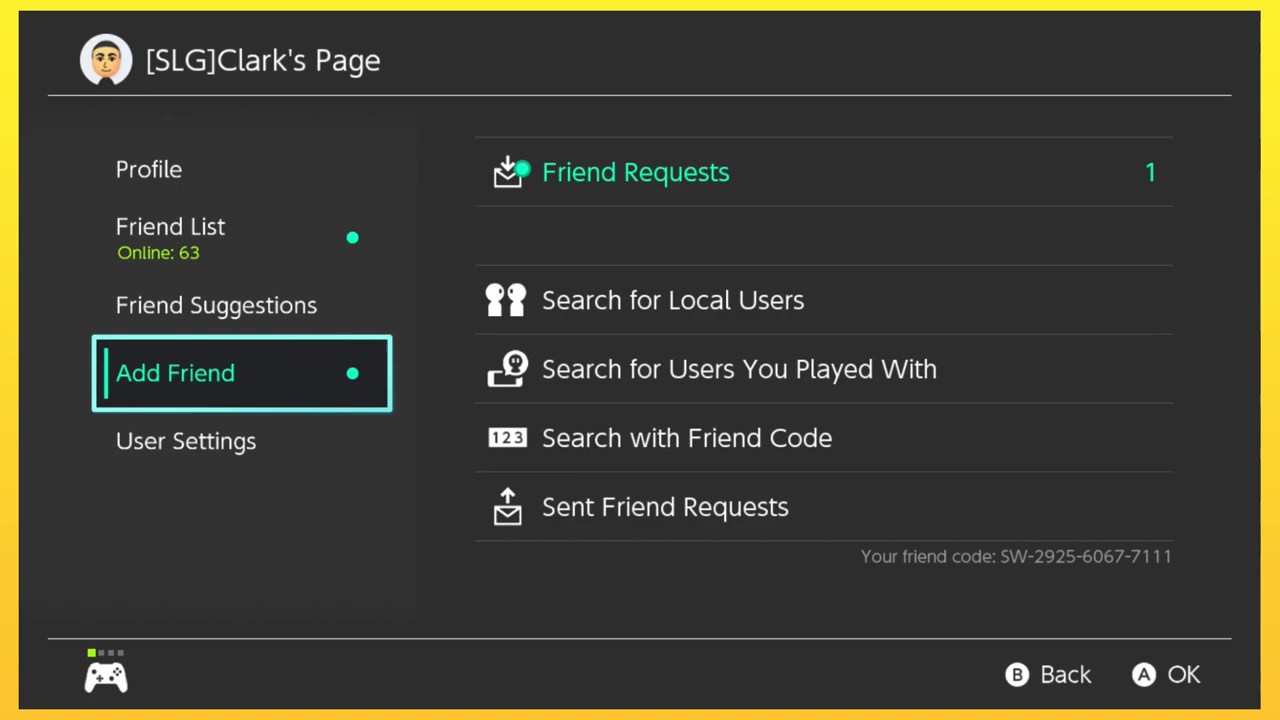 [SLG]Clark's Page
Profile
Friend List
Online: 63
Friend Suggestions
Add Friend
User Settings
Friend Requests 1
Search for Local Users
123 Search for Users You Played With
Search with Friend Code
Sent Friend Requests
Your friend code: SW-2925-6067-7111
B Back A OK